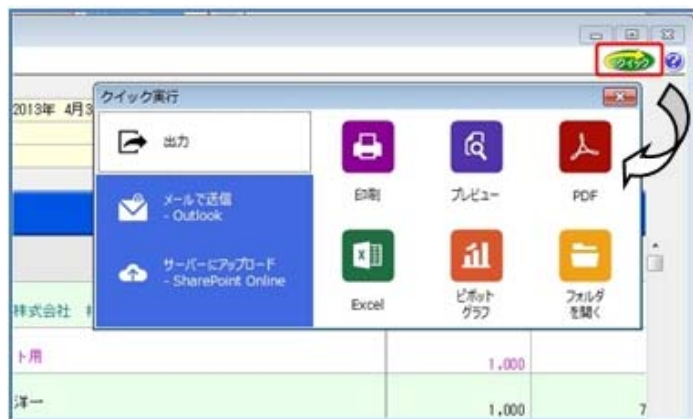 クイック
2013年 4月3
クイック実行
出力
メールで送信
- Outlook
サーバーにアップロード
- SharePoint Online
印刷
プレビュー
PDF
Excel
ピボット
グラフ
フォルダ
を開く
株式会社
ト用
1,000
洋一
1,000
7